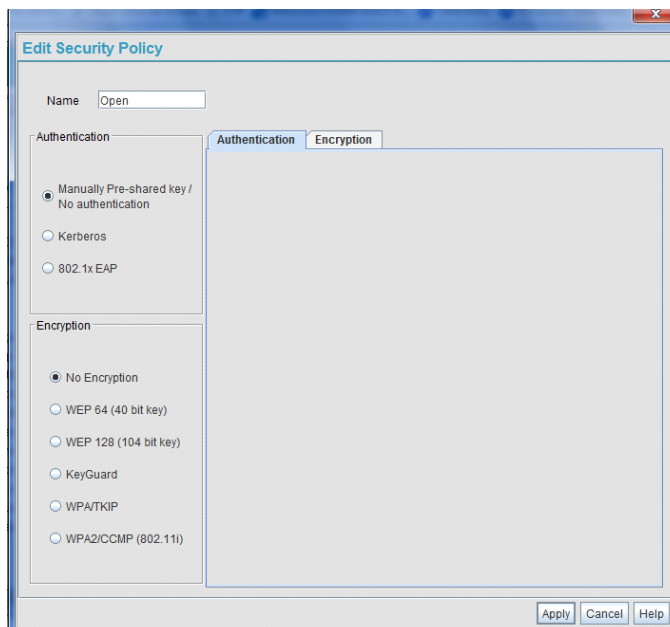 Edit Security Policy
Name Open
Authentication
Authentication Encryption
Manually Pre-shared key /
No authentication
Kerberos
802.1x EAP
Encryption
No Encryption
WEP 64 (40 bit key)
WEP 128 (104 bit key)
KeyGuard
WPA/TKIP
WPA2/CCMP (802.11i)
Apply Cancel Help